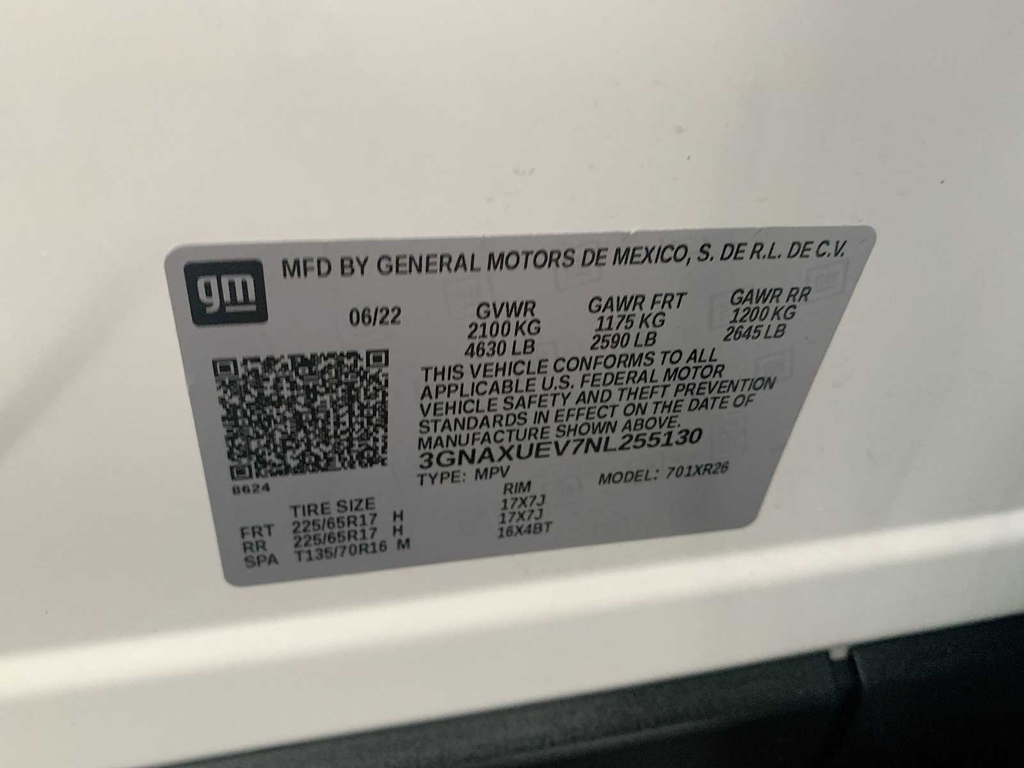 gm
MFD BY GENERAL MOTORS DE MEXICO, S. DE R.L. DE C.V.
06/22 GVWR GAWR FRT GAWR RR
2100 KG 1175 KG 1200 KG
4630 LB 2590 LB 2645 LB
THIS VEHICLE CONFORMS TO ALL
APPLICABLE U.S. FEDERAL MOTOR
VEHICLE SAFETY AND THEFT PREVENTION
STANDARDS IN EFFECT ON THE DATE OF
MANUFACTURE SHOWN ABOVE.
3GNAXUEV7NL255130
TYPE: MPV MODEL: 701XR26
8624
TIRE SIZE RIM
FRT 225/65R17 H 17X7J
RR 225/65R17 H 17X7J
SPA T135/70R16 M 16X4BT